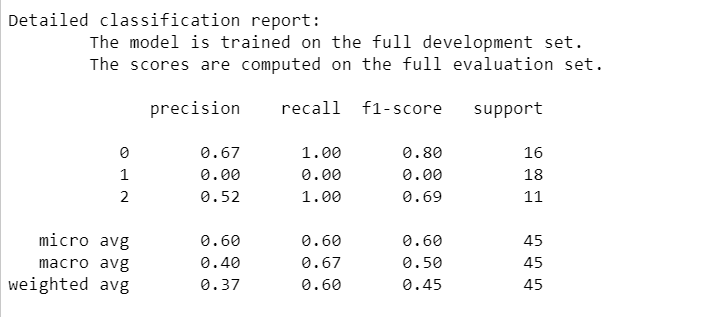 Detailed classification report:
The model is trained on the full development set.
The scores are computed on the full evaluation set.
precision recall f1-score support
0 0.67 1.00 0.80 16
1 0.00 0.00 0.00 18
2 0.52 1.00 0.69 11
micro avg 0.60 0.60 0.60 45
macro avg 0.40 0.67 0.50 45
weighted avg 0.37 0.60 0.45 45